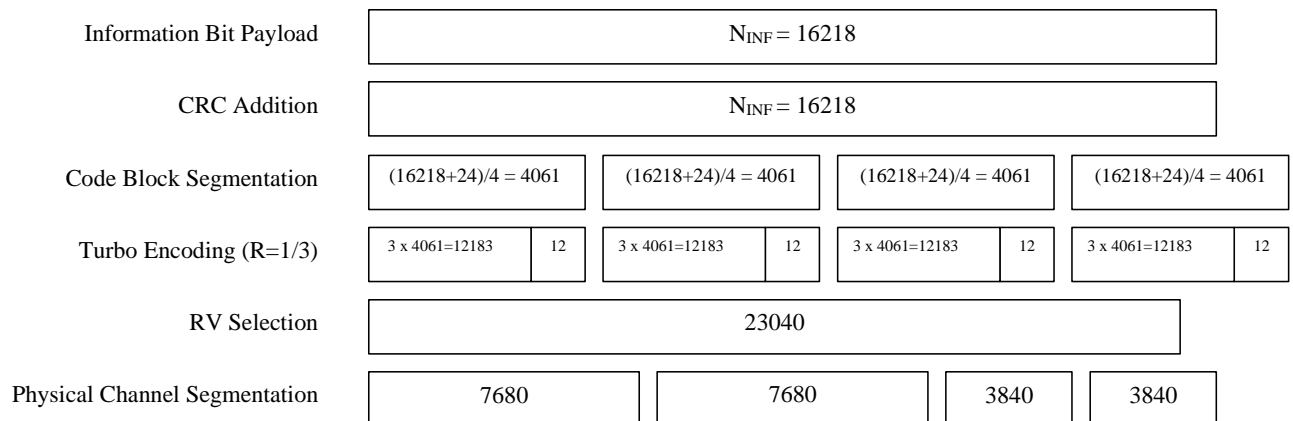 Information Bit Payload NINF = 16218
CRC Addition NINF = 16218
Code Block Segmentation (16218+24)/4 = 4061 (16218+24)/4 = 4061 (16218+24)/4 = 4061 (16218+24)/4 = 4061
Turbo Encoding (R=1/3) 3 x 4061=12183 12 3 x 4061=12183 12 3 x 4061=12183 12 3 x 4061=12183 12
RV Selection 23040
Physical Channel Segmentation 7680 7680 3840 3840